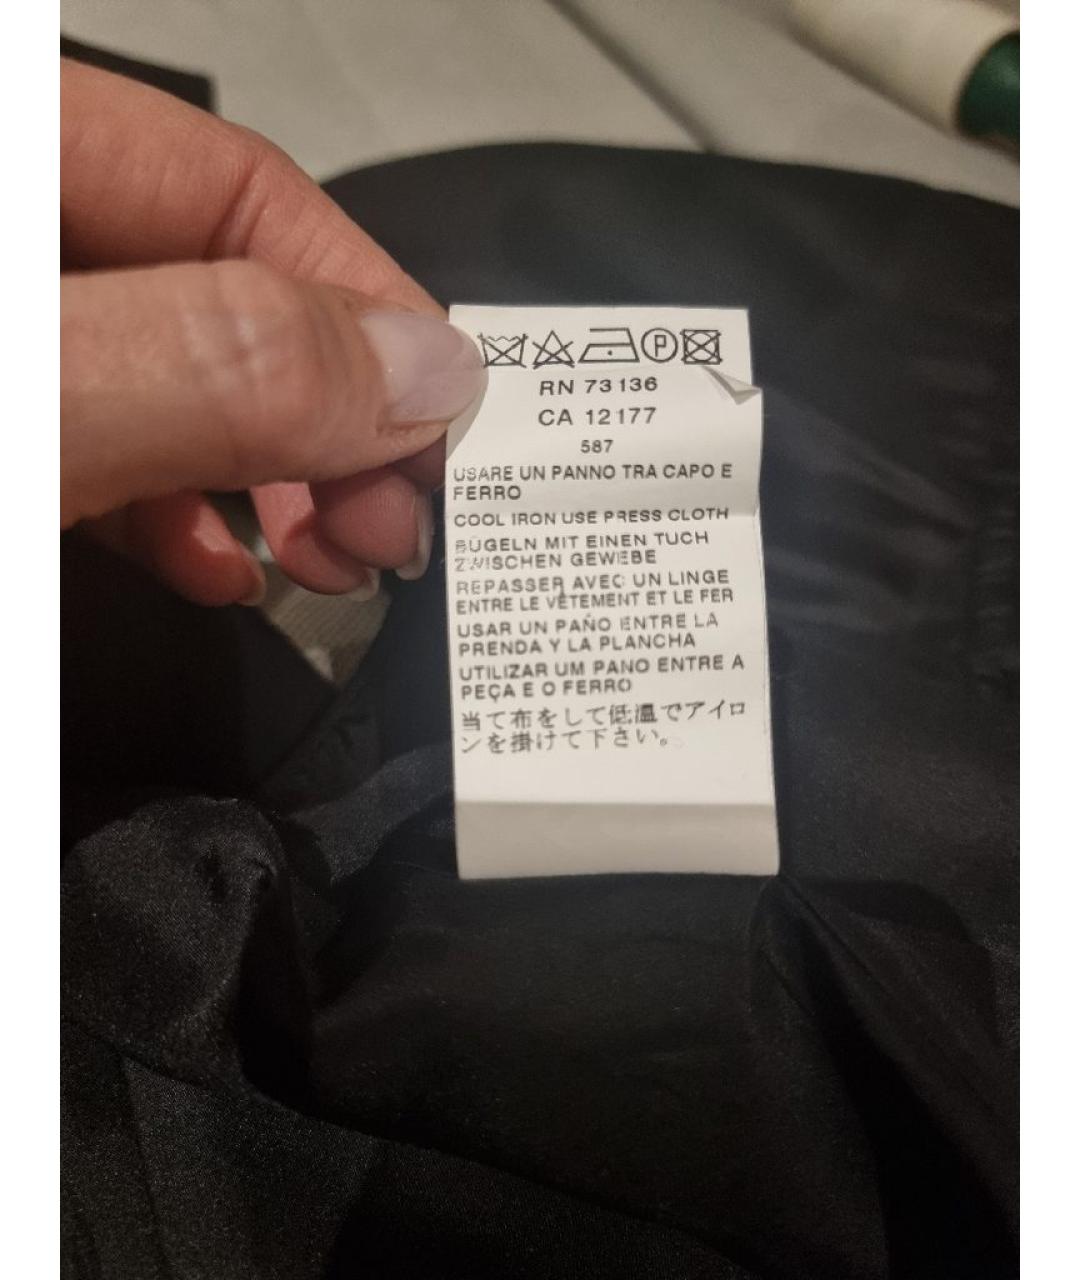 P
RN 73136
CA 12177
587
USARE UN PANNO TRA CAPO E
FERRO
COOL IRON USE PRESS CLOTH
BÜGELN MIT EINEN TUCH
ZWISCHEN GEWEBE
REPASSER AVEC UN LINGE
ENTRE LE VÊTEMENT ET LE FER
USAR UN PAÑO ENTRE LA
PRENDA Y LA PLANCHA
UTILIZAR UM PANO ENTRE A
PEÇA E O FERRO
当て布をして低温でアイロ
ンを掛けて下さい。